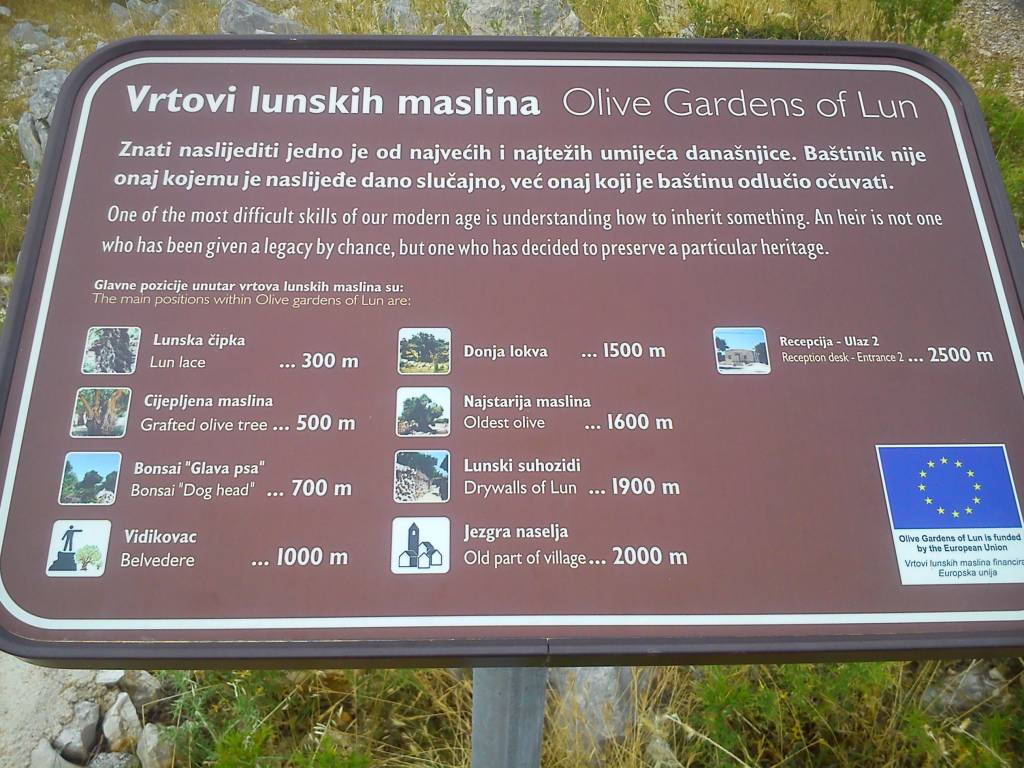 Vrtovi lunskih maslina Olive Gardens of Lun
Znati naslijediti jedno je od najvećih i najtežih umijeća današnjice. Baštinik nije
onaj kojemu je naslijeđe dano slučajno, već onaj koji je baštinu odlučio očuvati.
One of the most difficult skills of our modern age is understanding how to inherit something. An heir is not one
who has been given a legacy by chance, but one who has decided to preserve a particular heritage.
Glavne pozicije unutar vrtova lunskih maslina su:
The main positions within Olive gardens of Lun are:
Lunska čipka
Lun lace ... 300 m
Cijepljena maslina
Grafted olive tree ... 500 m
Bonsai "Glava psa"
Bonsai "Dog head" ... 700 m
Vidikovac
Belvedere ... 1000 m
Donja lokva ... 1500 m
Najstarija maslina
Oldest olive ... 1600 m
Lunski suhozidi
Drywalls of Lun ... 1900 m
Jezgra naselja
Old part of village ... 2000 m
Recepcija - Ulaz 2
Reception desk - Entrance 2 ... 2500 m
Olive Gardens of Lun is funded
by the European Union
Vrtovi lunskih maslina financira
Europska unija